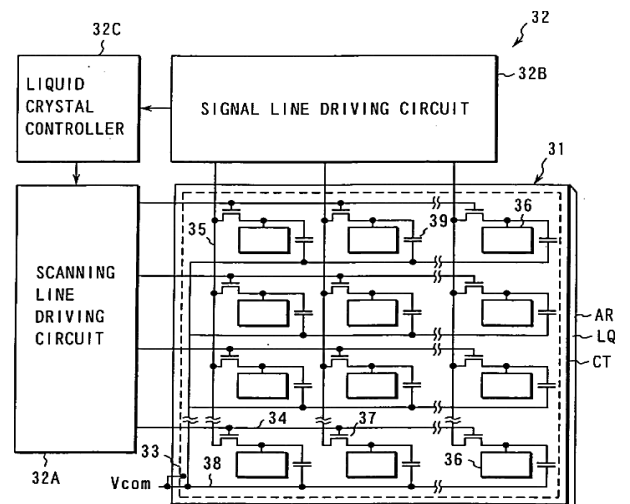 32C
32
LIQUID
CRYSTAL
CONTROLLER
SIGNAL LINE DRIVING CIRCUIT
32B
31
36
35
39
SCANNING
LINE
DRIVING
CIRCUIT
AR
LQ
CT
34
37
33
36
32A
38
Vcom